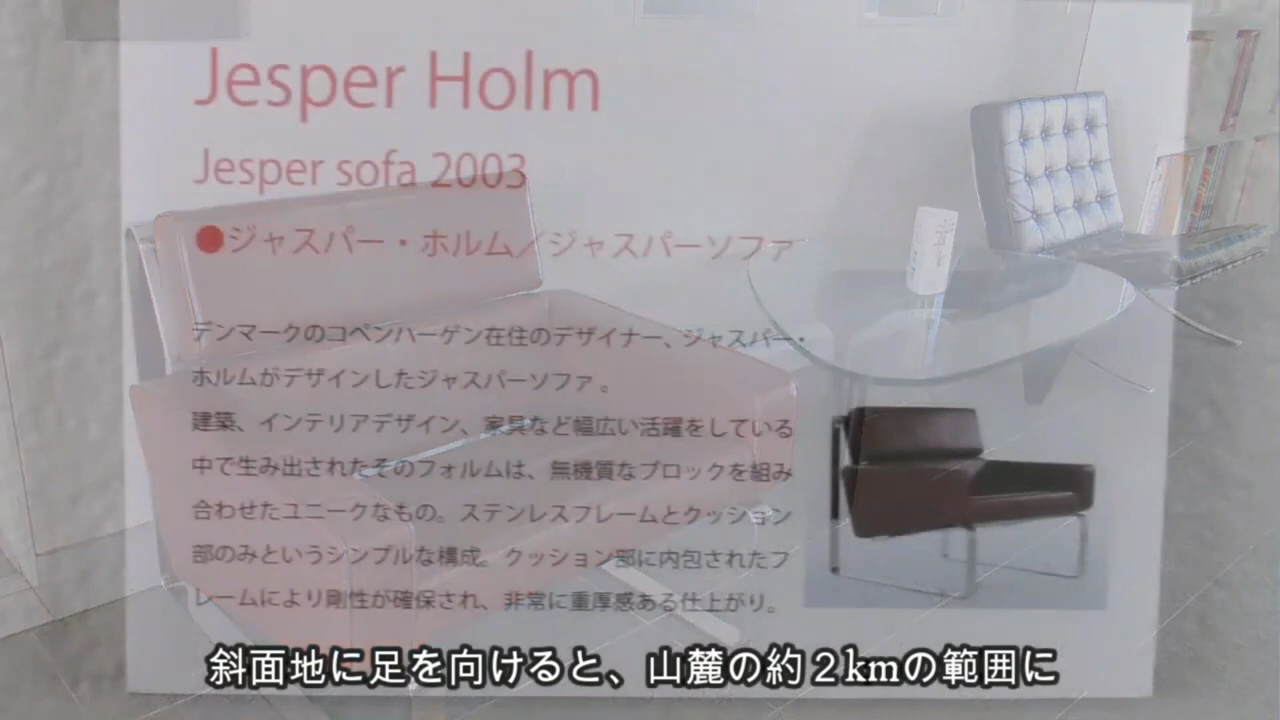 Jesper Holm
Jesper sofa 2003
●ジャスパー・ホルム／ジャスパーソファ
デンマークのコペンハーゲン在住のデザイナー、ジャスパー・
ホルムがデザインしたジャスパーソファ。
建築、インテリアデザイン、家具など幅広い活躍をしている
中で生み出されたそのフォルムは、無機質なブロックを組み
合わせたユニークなもの。ステンレスフレームとクッション
部のみというシンプルな構成。クッション部に内包されたフ
レームにより剛性が確保され、非常に重厚感ある仕上がり。
斜面地に足を向けると、山麓の約２kmの範囲に